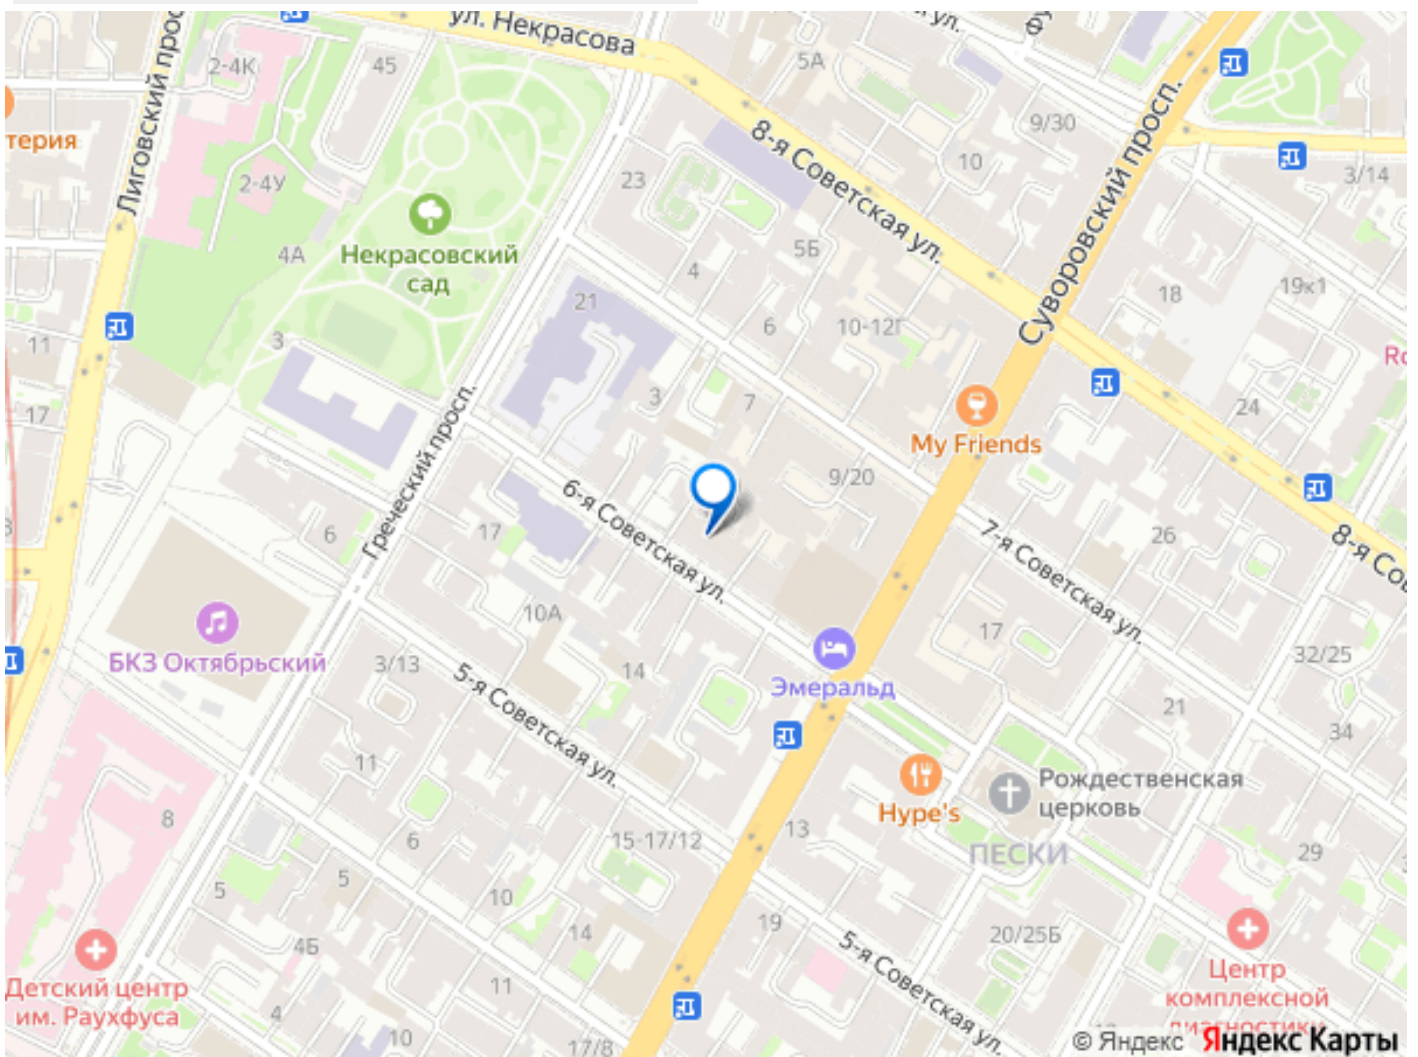 ул. Некрасова
ул.
2-4К
45
5А
Лиговский прос
терия
9/30
10
8-я Советская ул.
Суворовский просп.
3/14
2-4У
23
4А
Некрасовский
сад
5Б
4
21
6
10-12Г
18
19к1
11
3
17
3
7
24
My Friends
9/20
Греческий просп.
6
17
6-я Советская ул.
7-я Советская ул.
26
8-я Сов
10А
БКЗ Октябрьский
3/13
14
17
32/25
Эмеральд
5-я Советская ул.
21
34
11
Hype's
Рождественская
церковь
8
6
15-17/12
13
ПЕСКИ
29
5
5
10
19
14
4Б
20/25Б
5-я Советская ул.
Детский центр
им. Раухфуса
11
4
10
17/8
Центр
комплексной
диагностики
© Яндекс Яндекс Карты